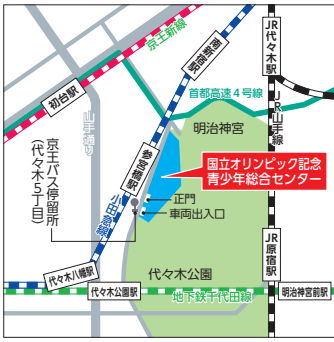 京王新線
南新宿駅
JR代々木駅
初台駅
首都高速4号線
JR山手線
山手通り
明治神宮
参宮橋駅
国立オリンピック記念
青少年総合センター
京王バス停留所
(代々木5丁目)
正門
車両出入口
小田急線
JR原宿駅
代々木八幡駅
代々木公園
代々木公園駅
地下鉄千代田線
明治神宮前駅